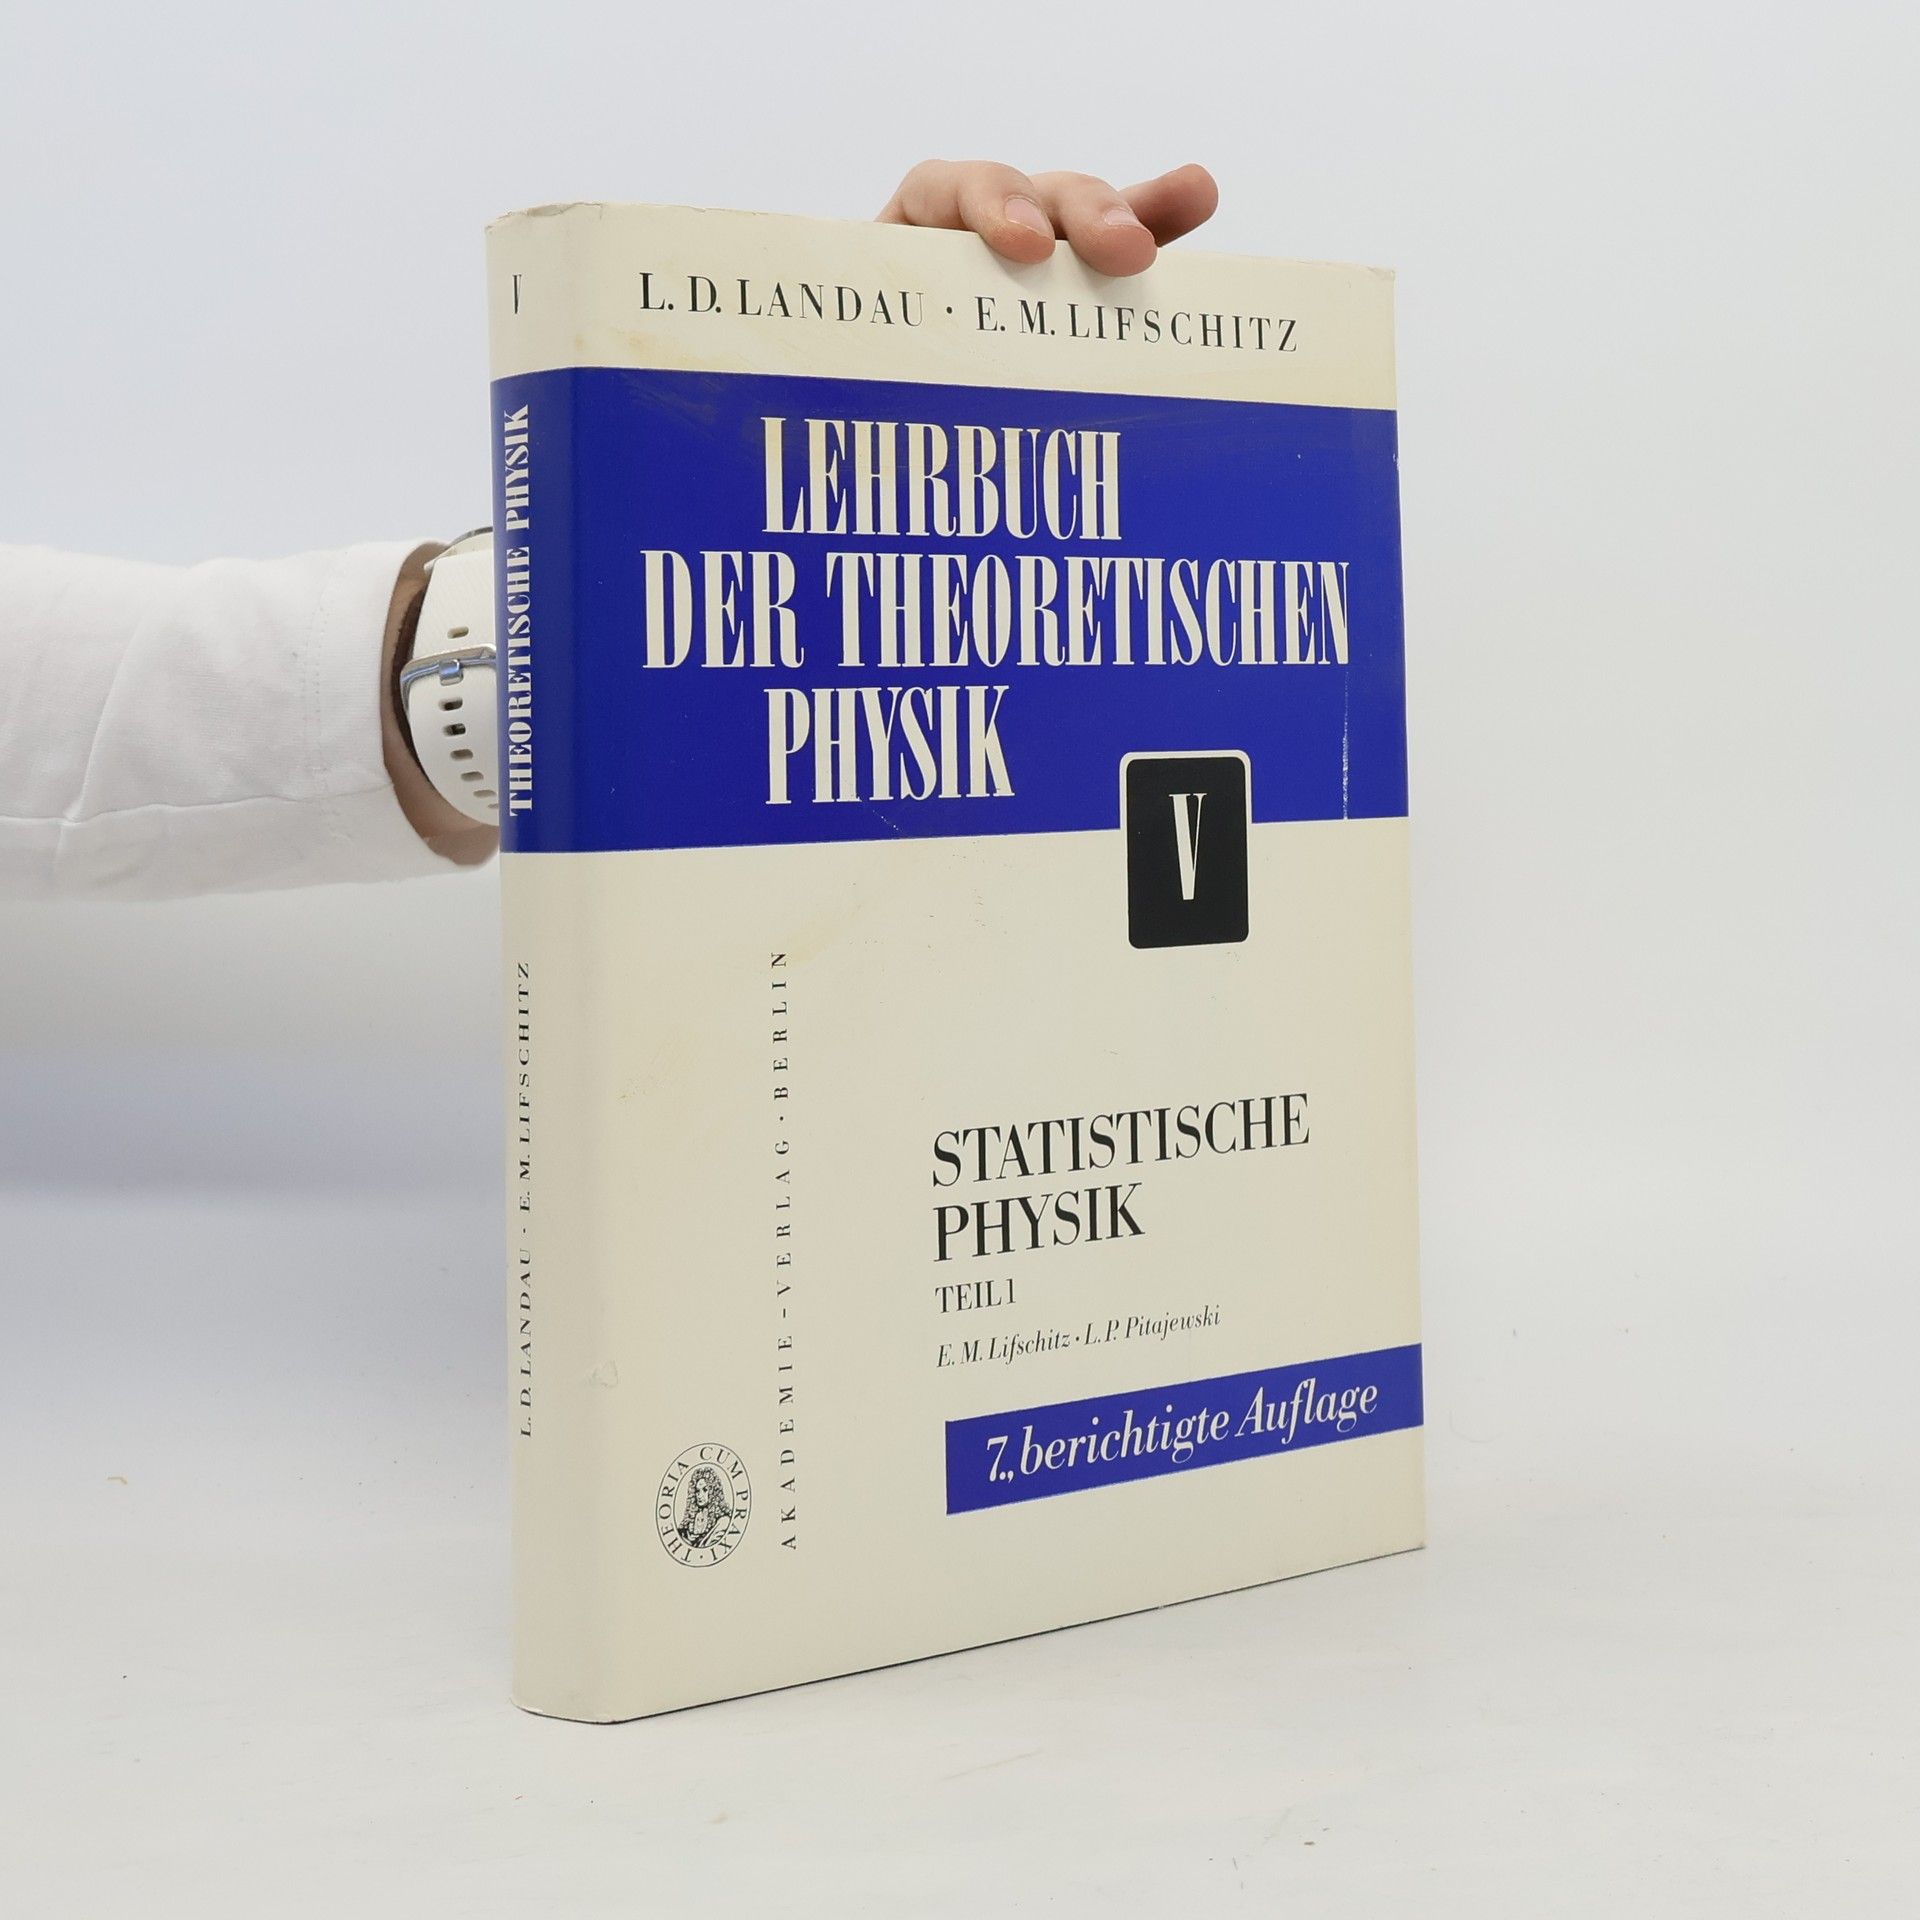 V
THEORETISCHE PHYSIK
L. D. LANDAU · E. M. LIFSCHITZ
L. D. LANDAU · E. M. LIFSCHITZ
LEHRBUCH
DER THEORETISCHEN
PHYSIK
V
AKADEMIE-VERLAG · BERLIN
STATISTISCHE
PHYSIK
TEIL 1
E. M. Lifschitz · L. P. Pitajewski
7., berichtigte Auflage
THEORIA CUM PRAXI ·